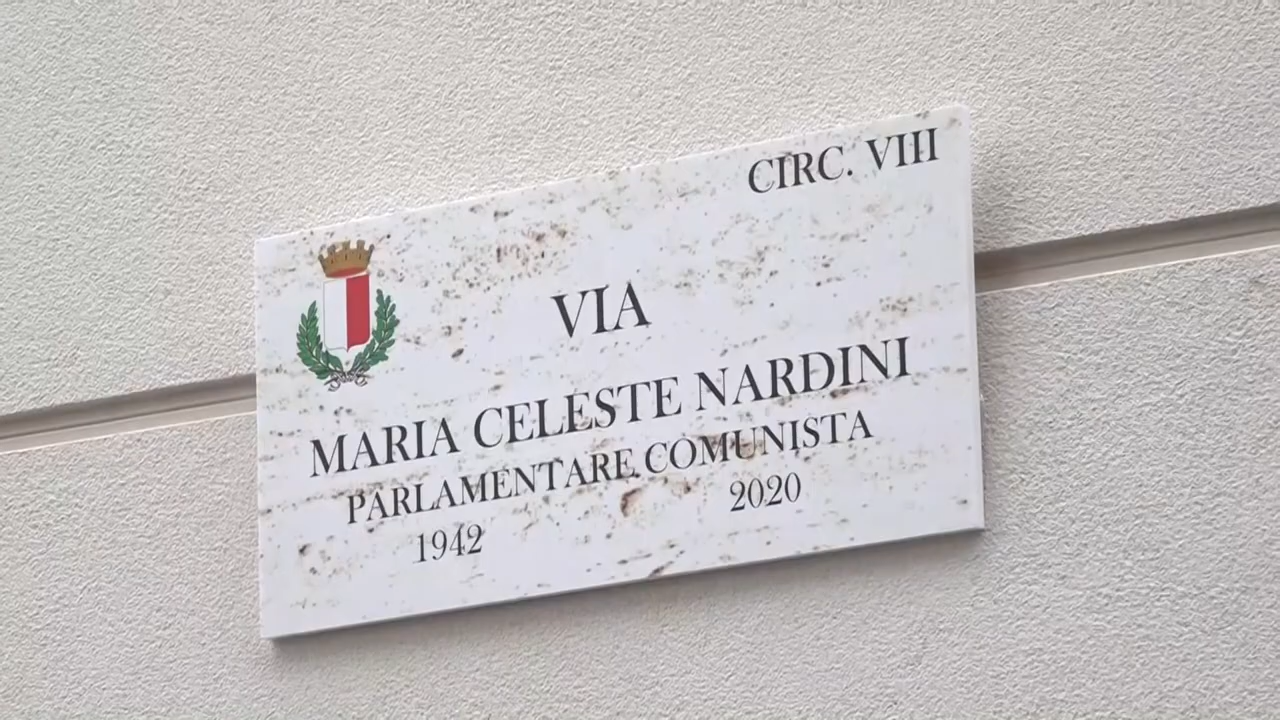 CIRC. VIII
VIA
MARIA CELESTE NARDINI
PARLAMENTARE COMUNISTA
1942 2020